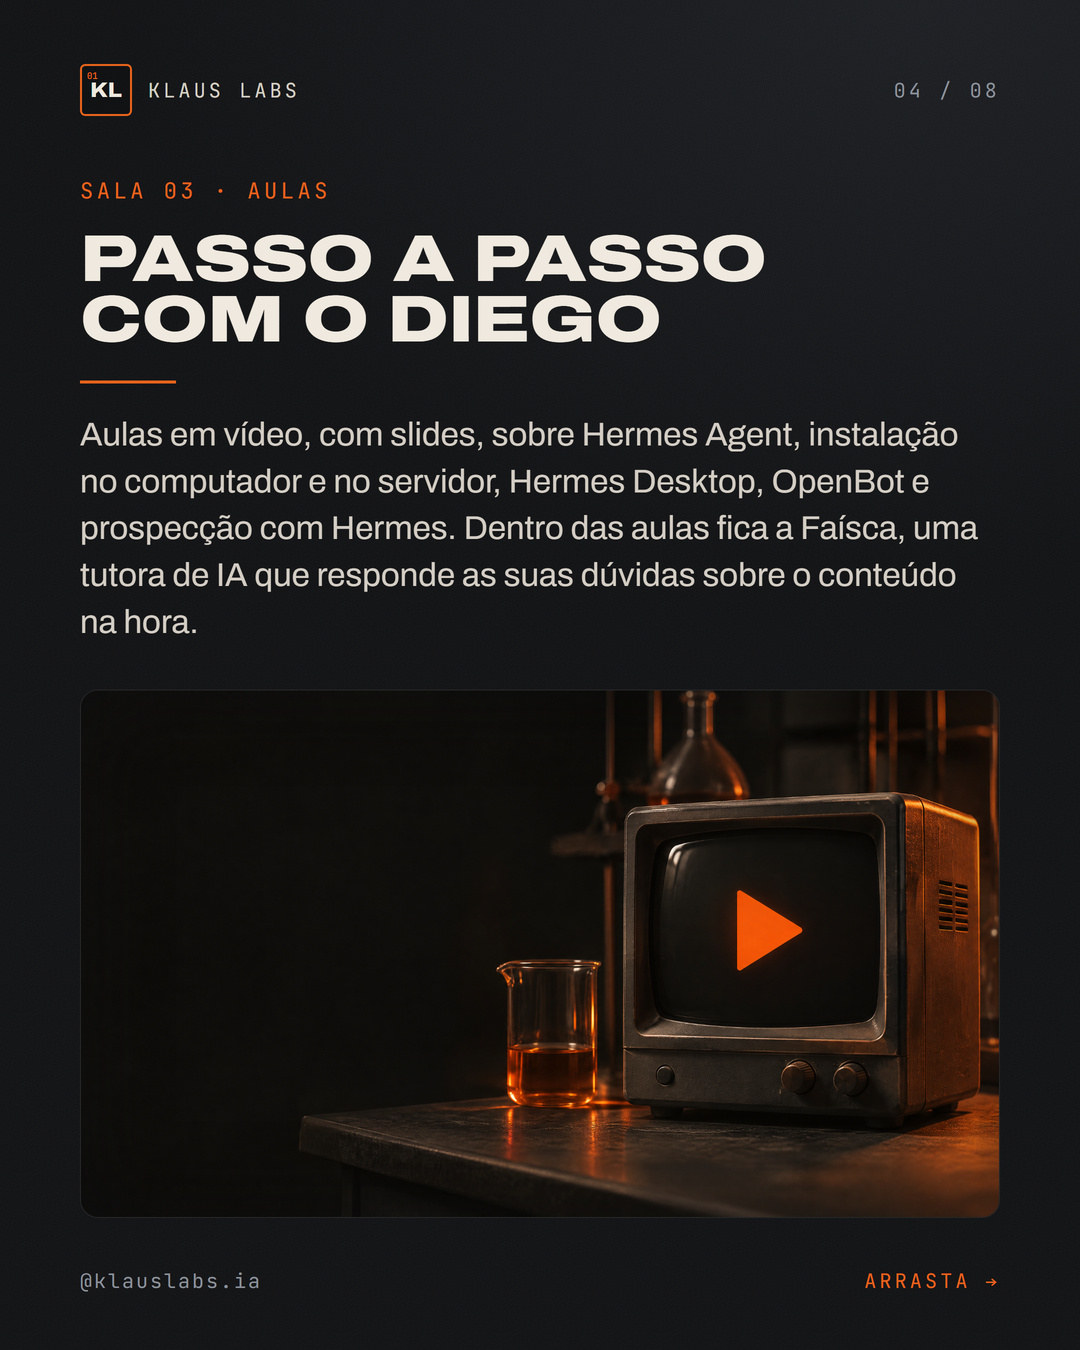 01
KL
KLAUS LABS
04 / 08
SALA 03 · AULAS
PASSO A PASSO
COM O DIEGO
Aulas em vídeo, com slides, sobre Hermes Agent, instalação
no computador e no servidor, Hermes Desktop, OpenBot e
prospecção com Hermes. Dentro das aulas fica a Faísca, uma
tutora de IA que responde as suas dúvidas sobre o conteúdo
na hora.
@klauslabs.ia
ARRASTA →